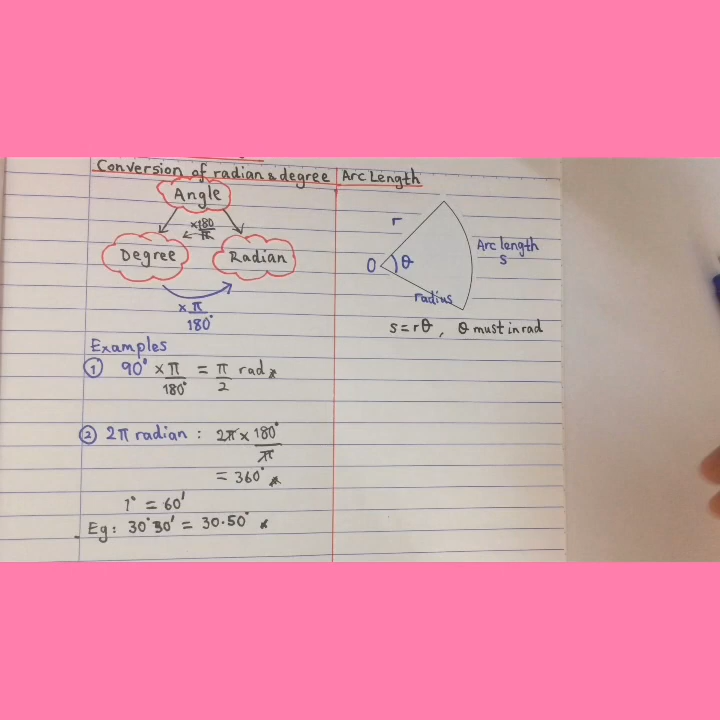 Conversion of radian & degree
Angle
×180/π
Degree
Radian
×π/180°
Examples
① 90° × π/180° = π/2 rad
② 2π radian : 2π × 180°/π
= 360°
1° = 60'
Eg: 30°30' = 30.50°
Arc Length
r
Arc length
s
O θ
radius
s = rθ , θ must in rad